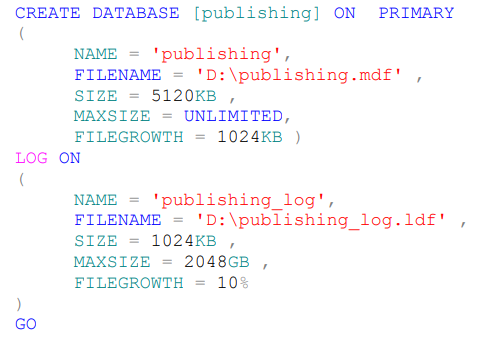 CREATE DATABASE [publishing] ON  PRIMARY
(
NAME = 'publishing',
FILENAME = 'D:\publishing.mdf' ,
SIZE = 5120KB ,
MAXSIZE = UNLIMITED,
FILEGROWTH = 1024KB )
LOG ON
(
NAME = 'publishing_log',
FILENAME = 'D:\publishing_log.ldf' ,
SIZE = 1024KB ,
MAXSIZE = 2048GB ,
FILEGROWTH = 10%
)
GO